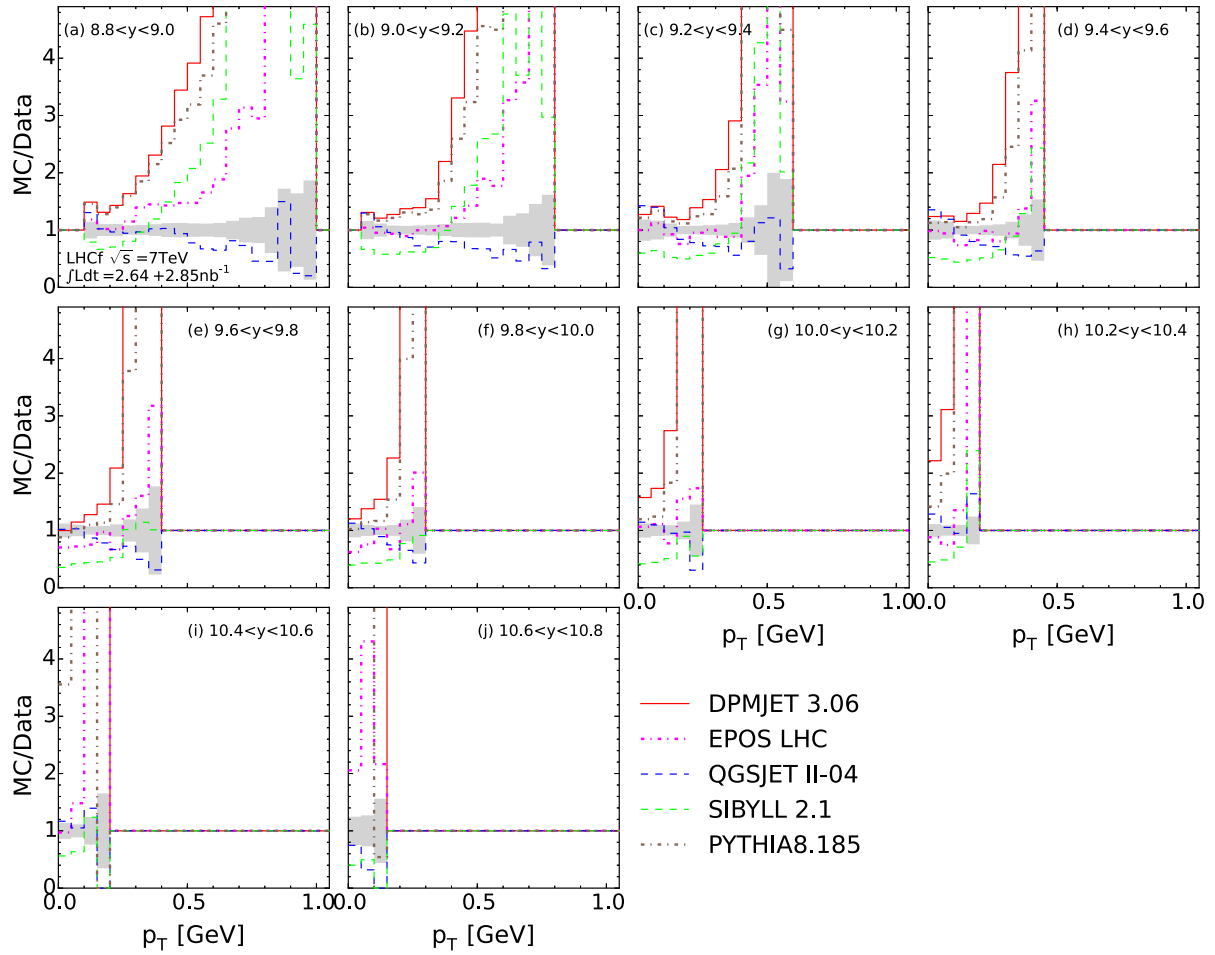 (a) 8.8<y<9.0
(b) 9.0<y<9.2
(c) 9.2<y<9.4
(d) 9.4<y<9.6
MC/Data
4
3
2
1
0
LHCf √s =7TeV
∫Ldt =2.64 +2.85nb⁻¹
(e) 9.6<y<9.8
(f) 9.8<y<10.0
(g) 10.0<y<10.2
(h) 10.2<y<10.4
MC/Data
4
3
2
1
0
0.0 0.5 1.0
0.0 0.5 1.0
p_T [GeV]
p_T [GeV]
(i) 10.4<y<10.6
(j) 10.6<y<10.8
MC/Data
4
3
2
1
0
0.0 0.5 1.0
0.0 0.5 1.0
p_T [GeV]
p_T [GeV]
DPMJET 3.06
EPOS LHC
QGSJET II-04
SIBYLL 2.1
PYTHIA8.185